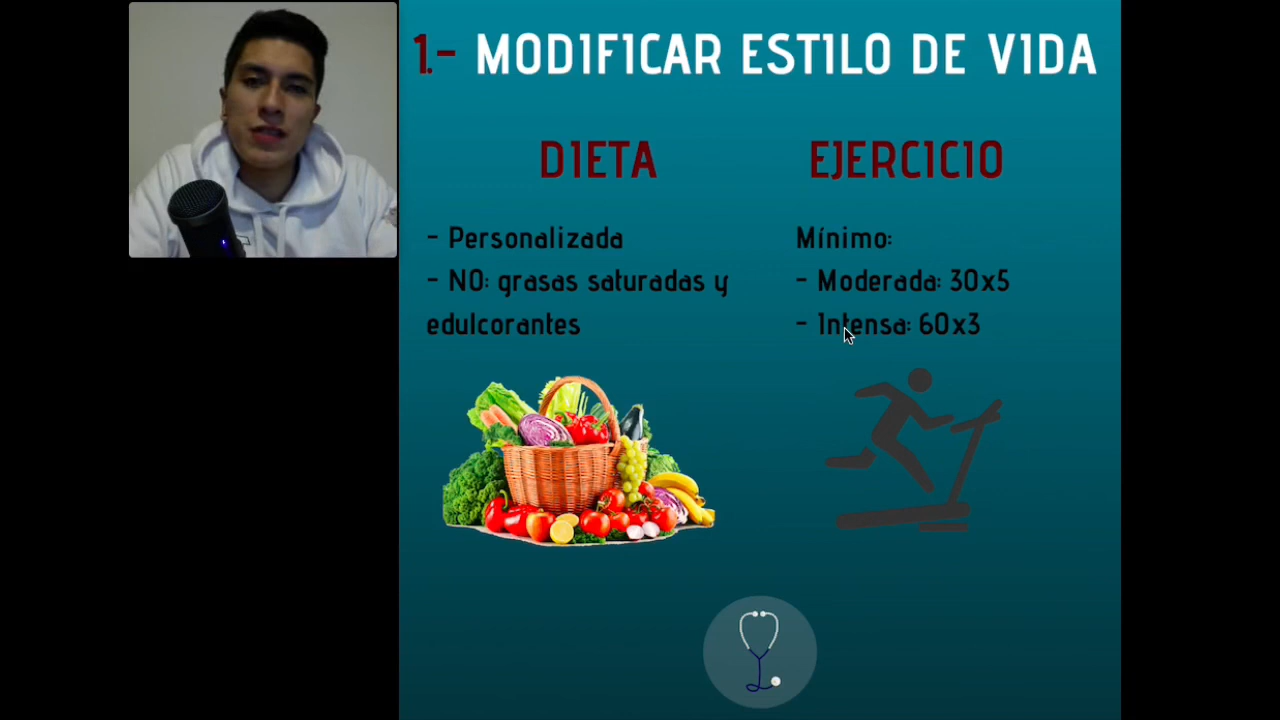 1.- MODIFICAR ESTILO DE VIDA
DIETA
- Personalizada
- NO: grasas saturadas y
edulcorantes
EJERCICIO
Mínimo:
- Moderada: 30x5
- Intensa: 60x3